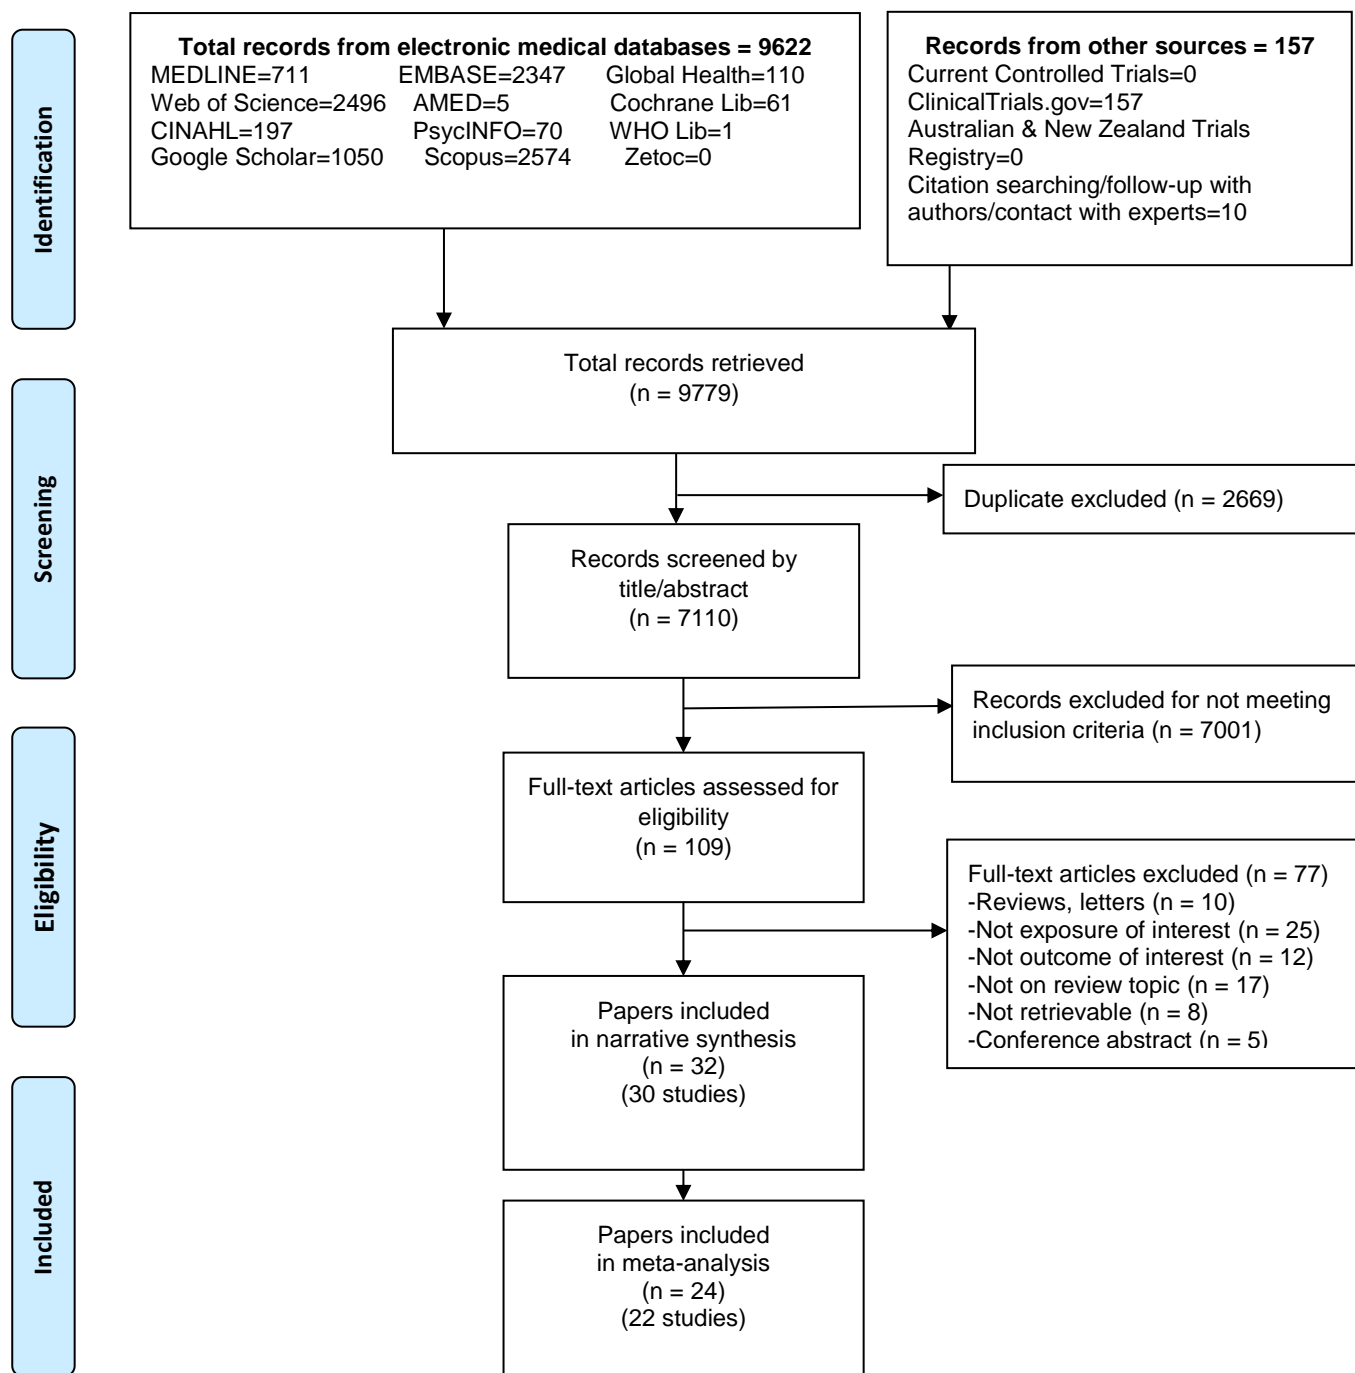 Identification
Total records from electronic medical databases = 9622
MEDLINE=711 EMBASE=2347 Global Health=110
Web of Science=2496 AMED=5 Cochrane Lib=61
CINAHL=197 PsycINFO=70 WHO Lib=1
Google Scholar=1050 Scopus=2574 Zetoc=0
Records from other sources = 157
Current Controlled Trials=0
ClinicalTrials.gov=157
Australian & New Zealand Trials
Registry=0
Citation searching/follow-up with
authors/contact with experts=10
Total records retrieved
(n = 9779)
Screening
Duplicate excluded (n = 2669)
Records screened by
title/abstract
(n = 7110)
Records excluded for not meeting
inclusion criteria (n = 7001)
Eligibility
Full-text articles assessed for
eligibility
(n = 109)
Full-text articles excluded (n = 77)
-Reviews, letters (n = 10)
-Not exposure of interest (n = 25)
-Not outcome of interest (n = 12)
-Not on review topic (n = 17)
-Not retrievable (n = 8)
-Conference abstract (n = 5)
Papers included
in narrative synthesis
(n = 32)
(30 studies)
Included
Papers included
in meta-analysis
(n = 24)
(22 studies)